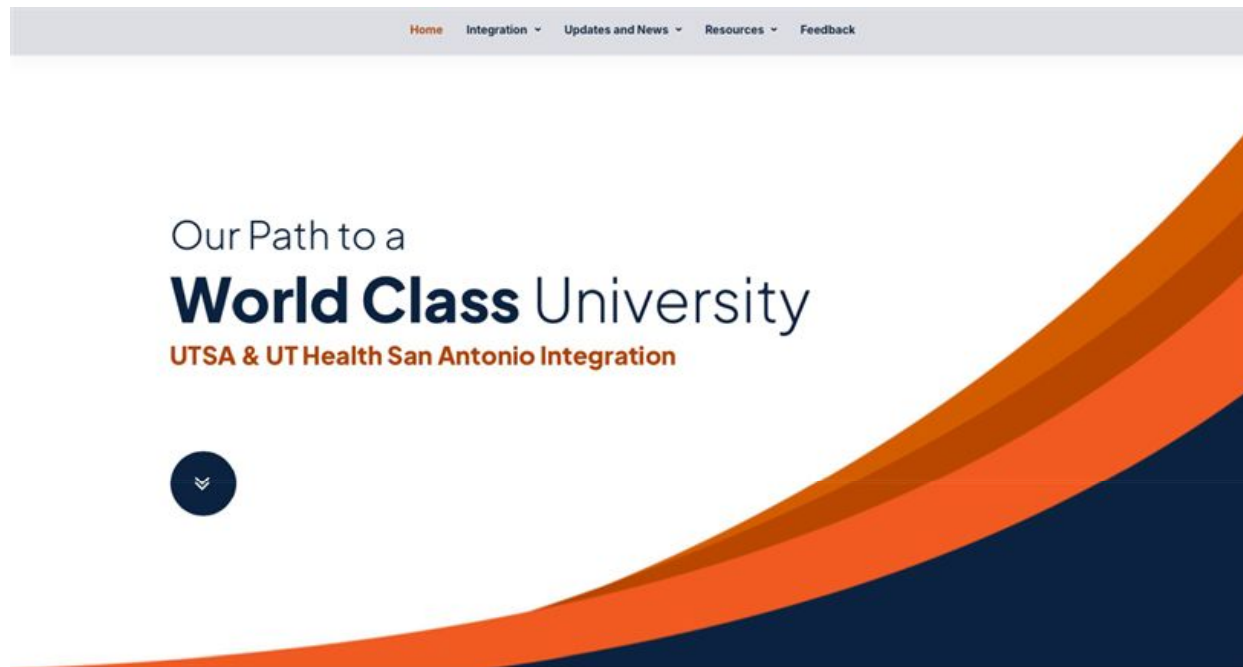 Home Integration Updates and News Resources Feedback
Our Path to a
World Class University
UTSA & UT Health San Antonio Integration